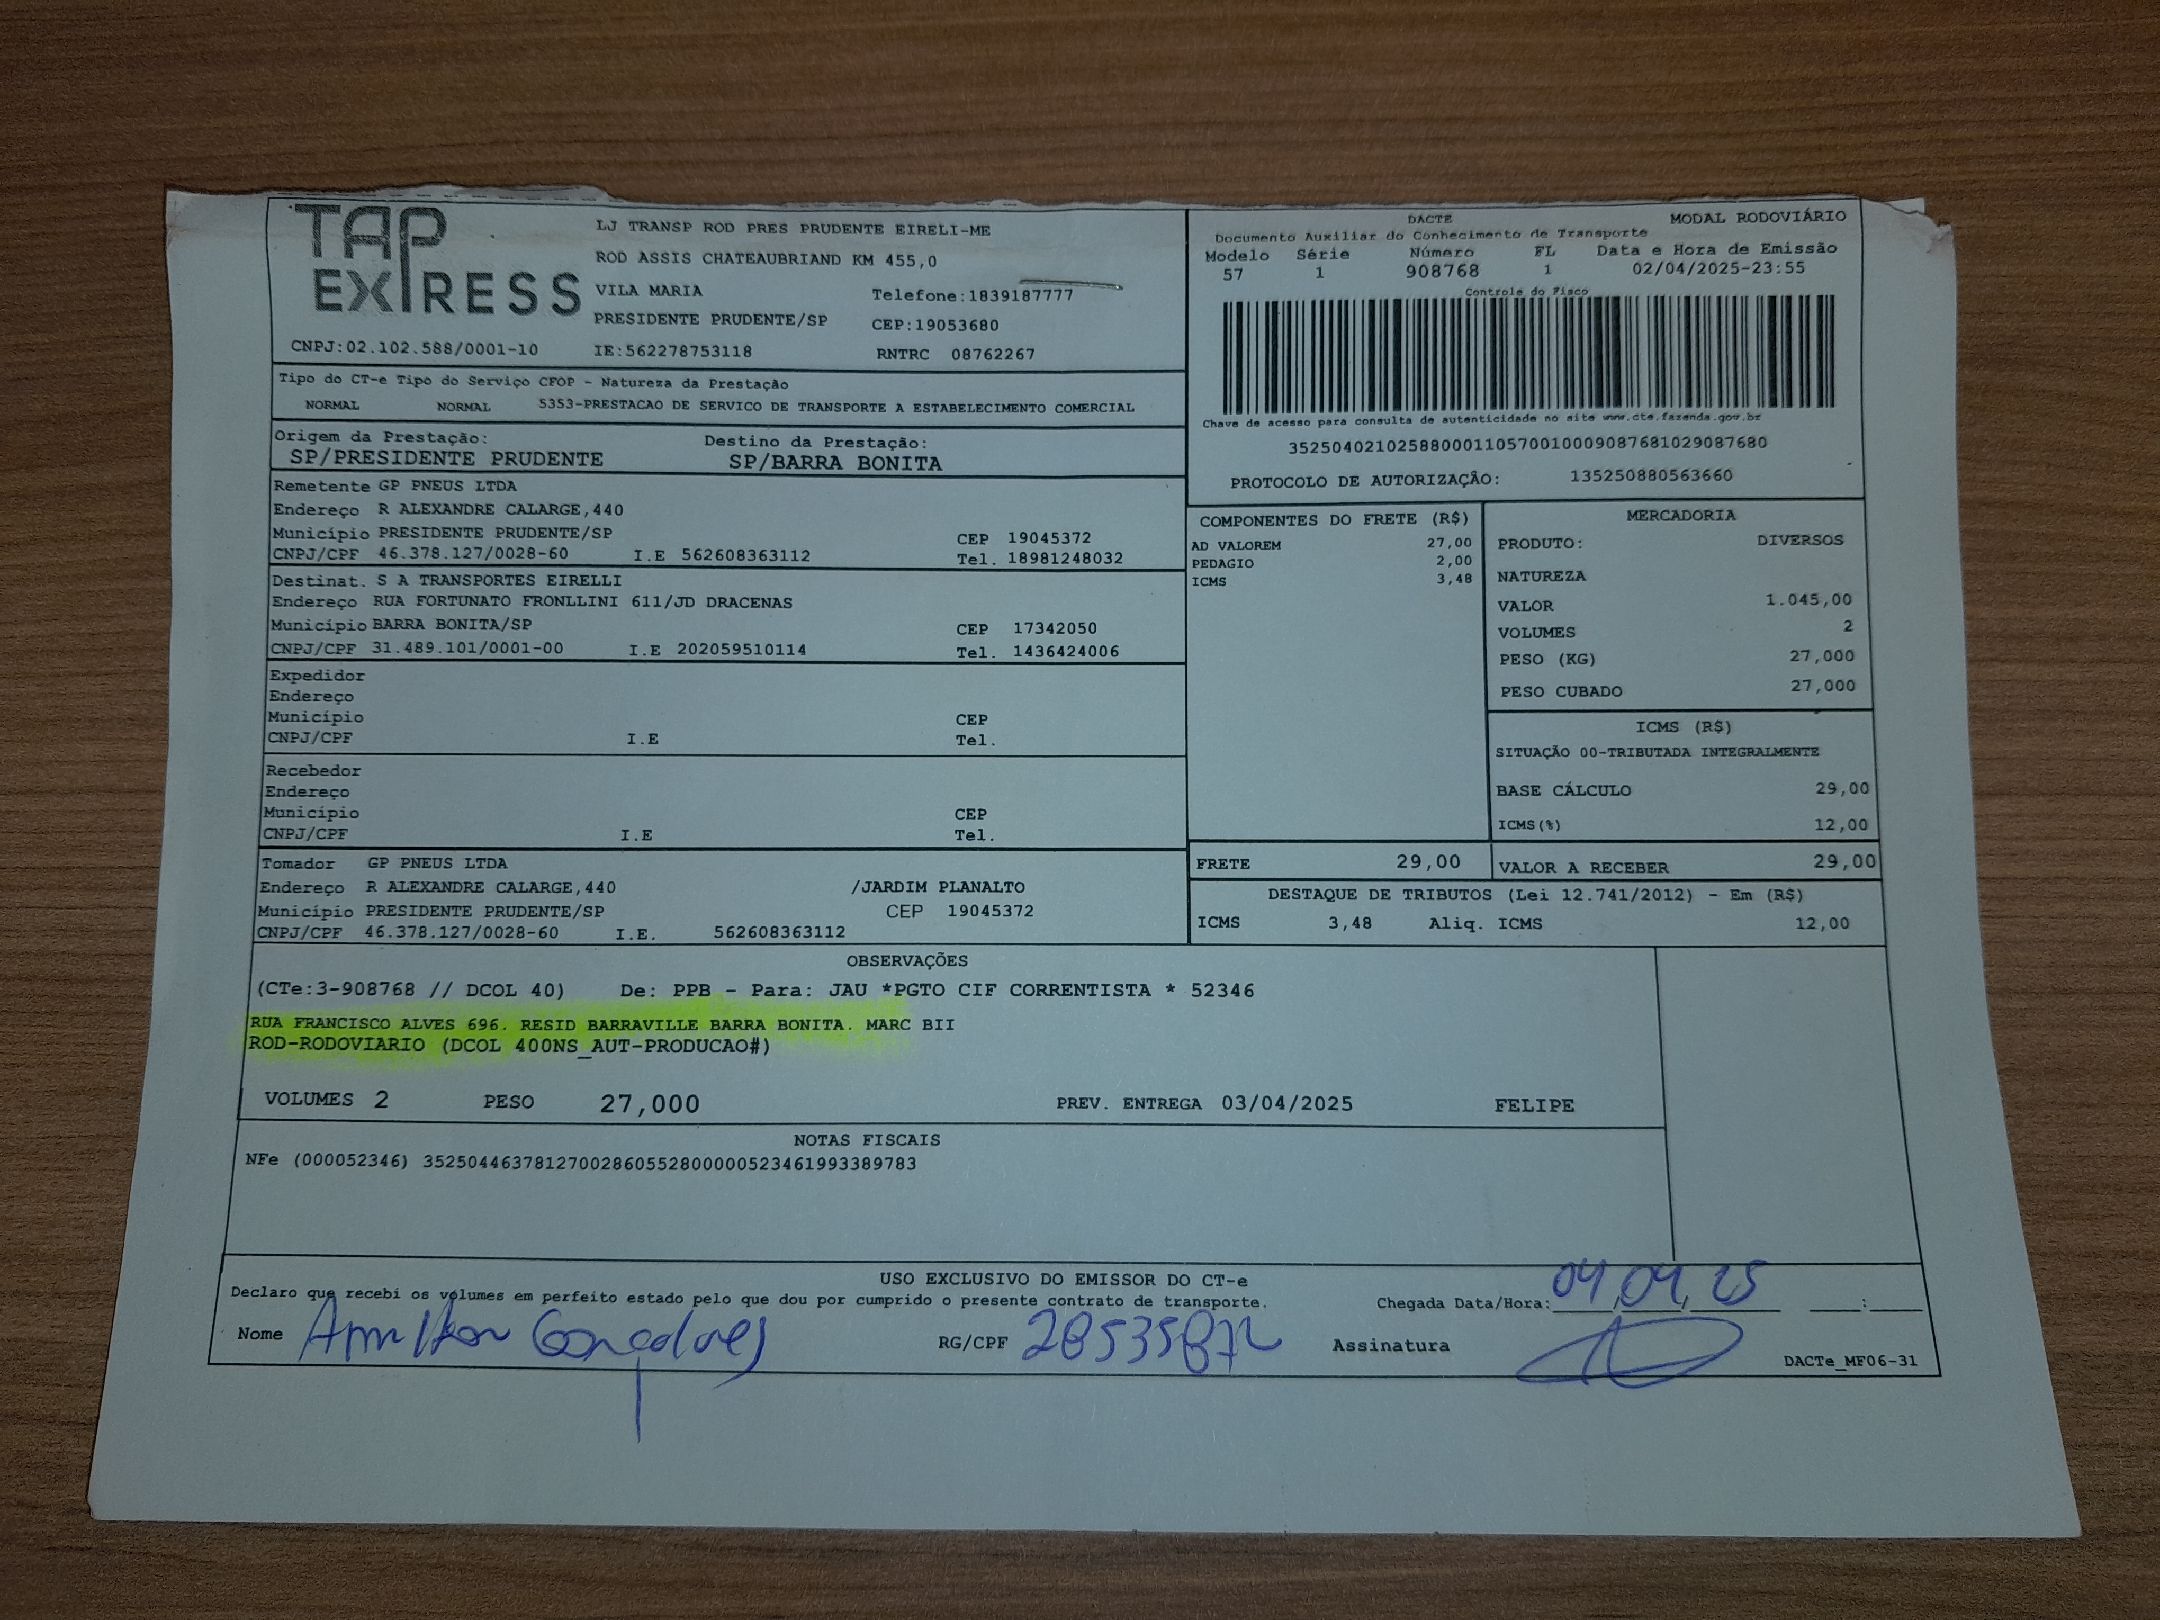 TAP EXPRESS
LJ TRANSP ROD PRES PRUDENTE EIRELI-ME
ROD ASSIS CHATEAUBRIAND KM 455,0
VILA MARIA Telefone:1839187777
PRESIDENTE PRUDENTE/SP CEP:19053680
CNPJ:02.102.588/0001-10 IE:562278753118 RNTRC 08762267
DACTE MODAL RODOVIÁRIO
Documento Auxiliar do Conhecimento de Transporte
Modelo Série Número FL Data e Hora de Emissão
57 1 908768 1 02/04/2025-23:55
Controle do Fisco
Chave de acesso para consulta de autenticidade no site www.cte.fazenda.gov.br
35250402102588000110570010009087681029087680
PROTOCOLO DE AUTORIZAÇÃO: 135250880563660
Tipo do CT-e Tipo do Serviço CFOP - Natureza da Prestação
NORMAL NORMAL 5353-PRESTACAO DE SERVICO DE TRANSPORTE A ESTABELECIMENTO COMERCIAL
Origem da Prestação: Destino da Prestação:
SP/PRESIDENTE PRUDENTE SP/BARRA BONITA
Remetente GP PNEUS LTDA
Endereço R ALEXANDRE CALARGE,440
Município PRESIDENTE PRUDENTE/SP CEP 19045372
CNPJ/CPF 46.378.127/0028-60 I.E 562608363112 Tel. 18981248032
Destinat. S A TRANSPORTES EIRELLI
Endereço RUA FORTUNATO FRONLLINI 611/JD DRACENAS
Município BARRA BONITA/SP CEP 17342050
CNPJ/CPF 31.489.101/0001-00 I.E 202059510114 Tel. 1436424006
Expedidor
Endereço
Município CEP
CNPJ/CPF I.E Tel.
Recebedor
Endereço
Município CEP
CNPJ/CPF I.E Tel.
Tomador GP PNEUS LTDA
Endereço R ALEXANDRE CALARGE,440 /JARDIM PLANALTO
Município PRESIDENTE PRUDENTE/SP CEP 19045372
CNPJ/CPF 46.378.127/0028-60 I.E. 562608363112
COMPONENTES DO FRETE (R$)
AD VALOREM 27,00
PEDAGIO 2,00
ICMS 3,48
MERCADORIA
PRODUTO: DIVERSOS
NATUREZA
VALOR 1.045,00
VOLUMES 2
PESO (KG) 27,000
PESO CUBADO 27,000
ICMS (R$)
SITUAÇÃO 00-TRIBUTADA INTEGRALMENTE
BASE CÁLCULO 29,00
ICMS(%) 12,00
FRETE 29,00 VALOR A RECEBER 29,00
DESTAQUE DE TRIBUTOS (Lei 12.741/2012) - Em (R$)
ICMS 3,48 Aliq. ICMS 12,00
OBSERVAÇÕES
(CTe:3-908768 // DCOL 40) De: PPB - Para: JAU *PGTO CIF CORRENTISTA * 52346
RUA FRANCISCO ALVES 696. RESID BARRAVILLE BARRA BONITA. MARC BII
ROD-RODOVIARIO (DCOL 400NS_AUT-PRODUCAO#)
VOLUMES 2 PESO 27,000 PREV. ENTREGA 03/04/2025 FELIPE
NOTAS FISCAIS
NFe (000052346) 35250446378127002860552800000523461993389783
USO EXCLUSIVO DO EMISSOR DO CT-e
Declaro que recebi os volumes em perfeito estado pelo que dou por cumprido o presente contrato de transporte.
Chegada Data/Hora: 04, 04, 25 :
Nome Gonçalves RG/CPF Assinatura
DACTe_MF06-31